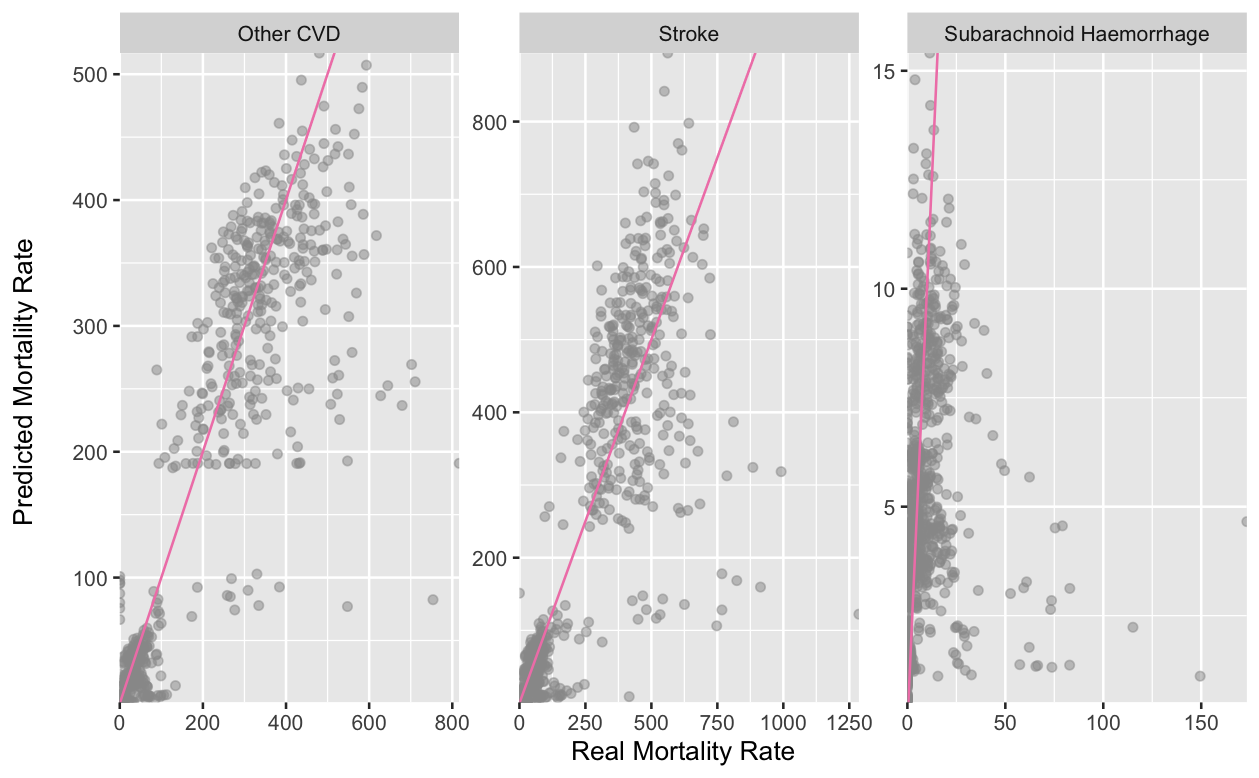 Other CVD
Stroke
Subarachnoid Haemorrhage
Predicted Mortalilty Rate
500
400
300
200
100
0 200 400 600 800
800
600
400
200
0 250 500 750 1000 1250
15
10
5
0 50 100 150
Real Mortality Rate